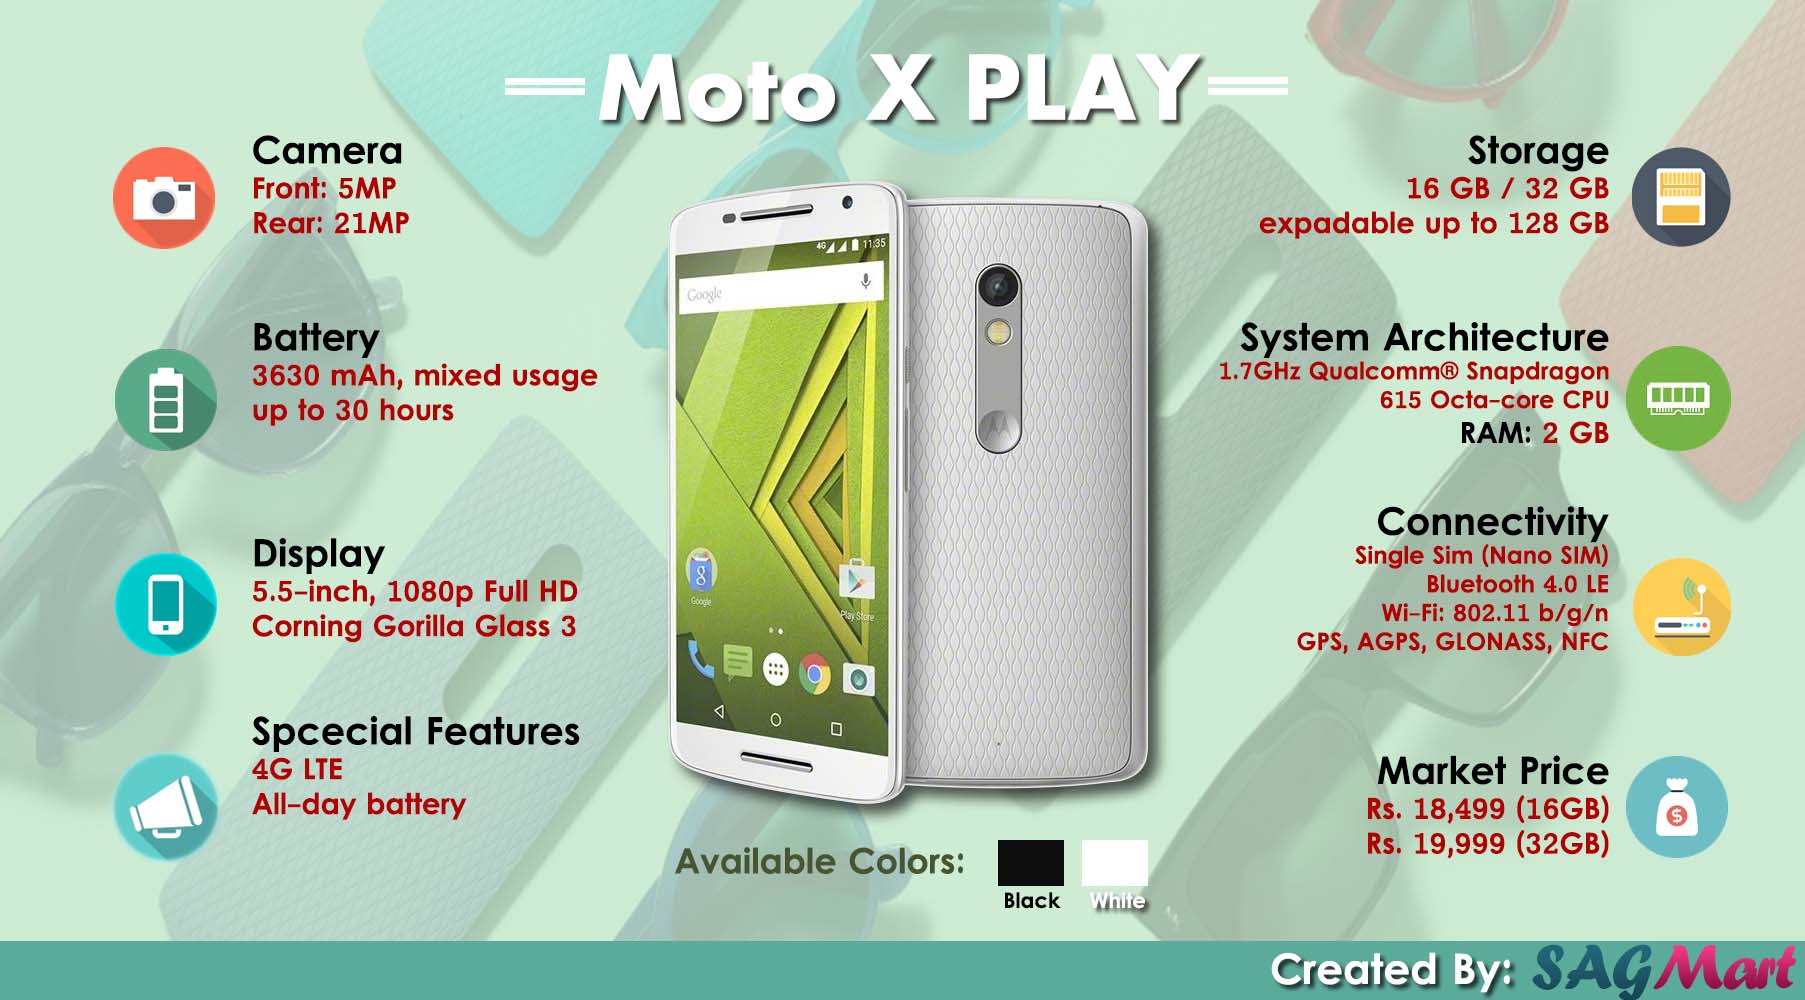 Moto X PLAY
Camera
Front: 5MP
Rear: 21MP
Battery
3630 mAh, mixed usage
up to 30 hours
Display
5.5-inch, 1080p Full HD
Corning Gorilla Glass 3
Spcecial Features
4G LTE
All-day battery
4G 11:35
Google
Google
Play Store
Available Colors:
Black
White
Storage
16 GB / 32 GB
expadable up to 128 GB
System Architecture
1.7GHz Qualcomm® Snapdragon
615 Octa-core CPU
RAM: 2 GB
Connectivity
Single Sim (Nano SIM)
Bluetooth 4.0 LE
Wi-Fi: 802.11 b/g/n
GPS, AGPS, GLONASS, NFC
Market Price
Rs. 18,499 (16GB)
Rs. 19,999 (32GB)
Created By: SAGMart